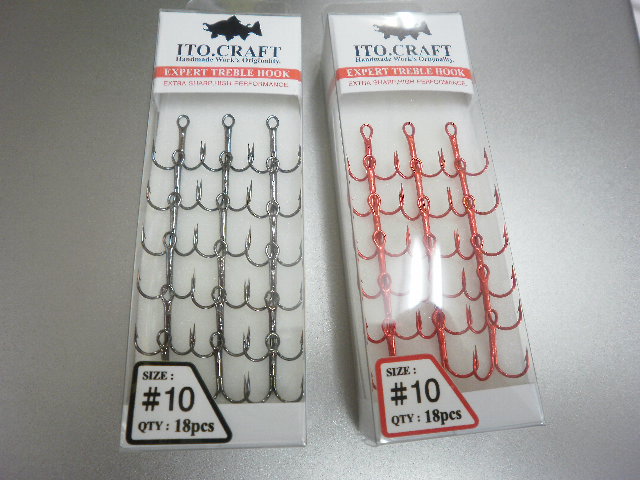 ITO.CRAFT
Handmade Work's Originality.
EXPERT TREBLE HOOK
EXTRA SHARP,HIGH PERFORMANCE.
SIZE :
#10
QTY : 18pcs
ITO.CRAFT
Handmade Work's Originality.
EXPERT TREBLE HOOK
EXTRA SHARP,HIGH PERFORMANCE.
SIZE :
#10
QTY : 18pcs